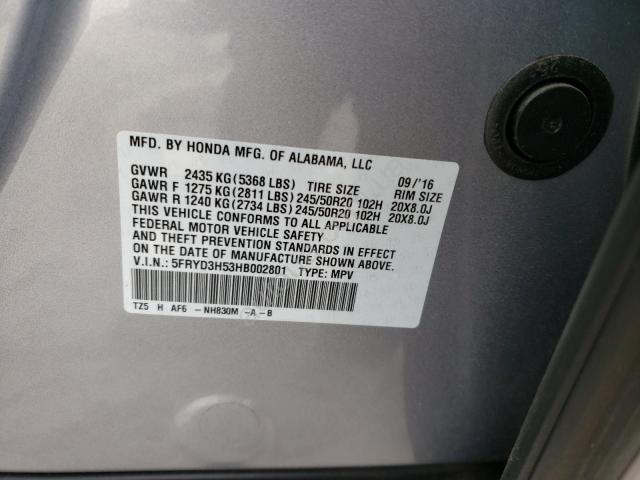 MFD. BY HONDA MFG. OF ALABAMA, LLC
GVWR 2435 KG(5368 LBS) TIRE SIZE 09/'16 RIM SIZE
GAWR F 1275 KG(2811 LBS)245/50R20 102H 20X8.0J
GAWR R 1240 KG(2734 LBS)245/50R20 102H 20X8.0J
THIS VEHICLE CONFORMS TO ALL APPLICABLE
FEDERAL MOTOR VEHICLE SAFETY
AND THEFT PREVENTION STANDARDS IN EFFECT
ON THE DATE OF MANUFACTURE SHOWN ABOVE.
V.I.N.: 5FRYD3H53HB002801 TYPE: MPV
TZ5 H AF6 - NH830M -A-8